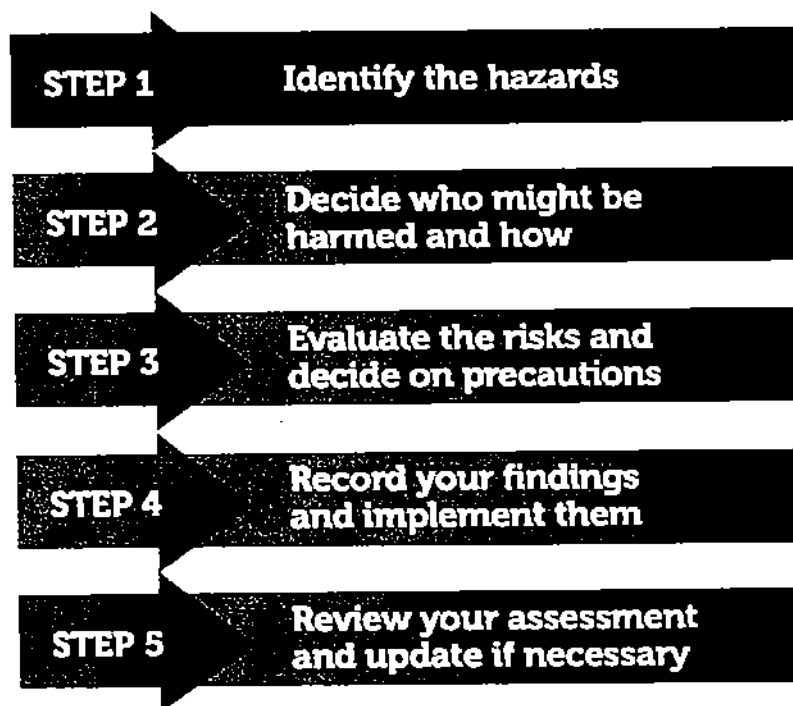 STEP 1
Identify the hazards
STEP 2
Decide who might be
harmed and how
STEP 3
Evaluate the risks and
decide on precautions
STEP 4
Record your findings
and implement them
STEP 5
Review your assessment
and update if necessary